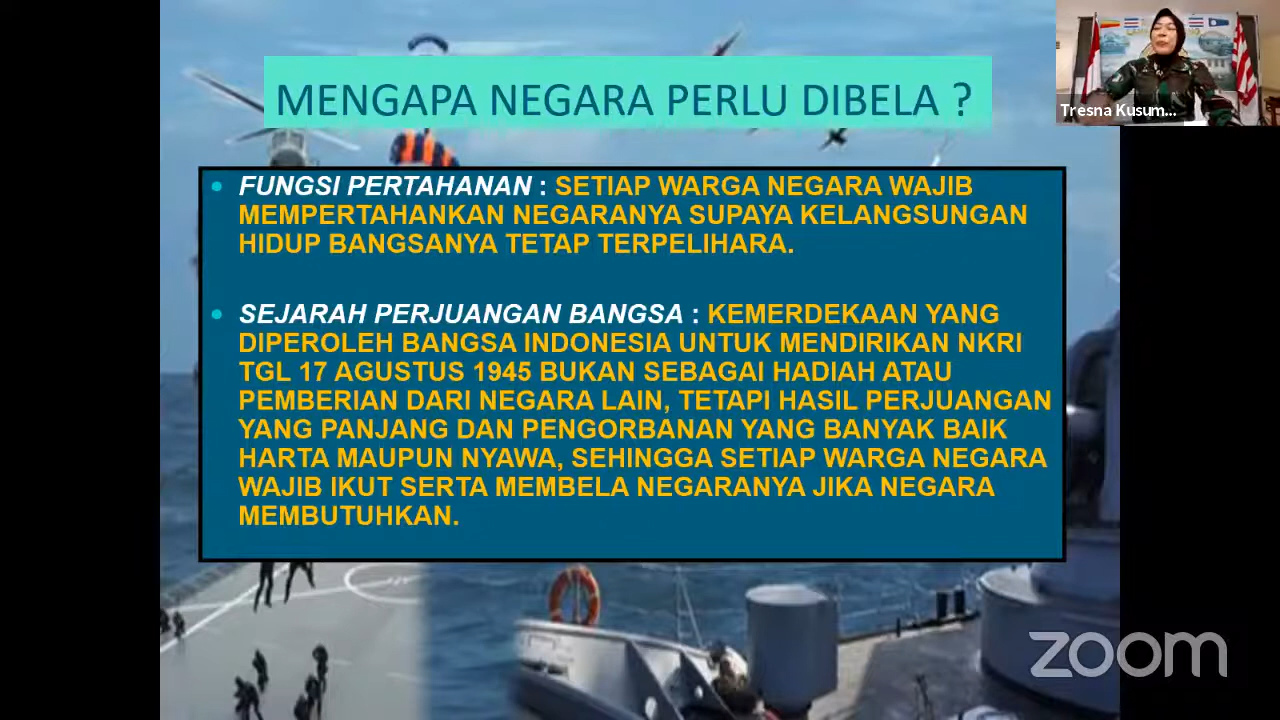 MENGAPA NEGARA PERLU DIBELA ?
Tresna Kusum...
• FUNGSI PERTAHANAN : SETIAP WARGA NEGARA WAJIB
MEMPERTAHANKAN NEGARANYA SUPAYA KELANGSUNGAN
HIDUP BANGSANYA TETAP TERPELIHARA.
• SEJARAH PERJUANGAN BANGSA : KEMERDEKAAN YANG
DIPEROLEH BANGSA INDONESIA UNTUK MENDIRIKAN NKRI
TGL 17 AGUSTUS 1945 BUKAN SEBAGAI HADIAH ATAU
PEMBERIAN DARI NEGARA LAIN, TETAPI HASIL PERJUANGAN
YANG PANJANG DAN PENGORBANAN YANG BANYAK BAIK
HARTA MAUPUN NYAWA, SEHINGGA SETIAP WARGA NEGARA
WAJIB IKUT SERTA MEMBELA NEGARANYA JIKA NEGARA
MEMBUTUHKAN.
zoom